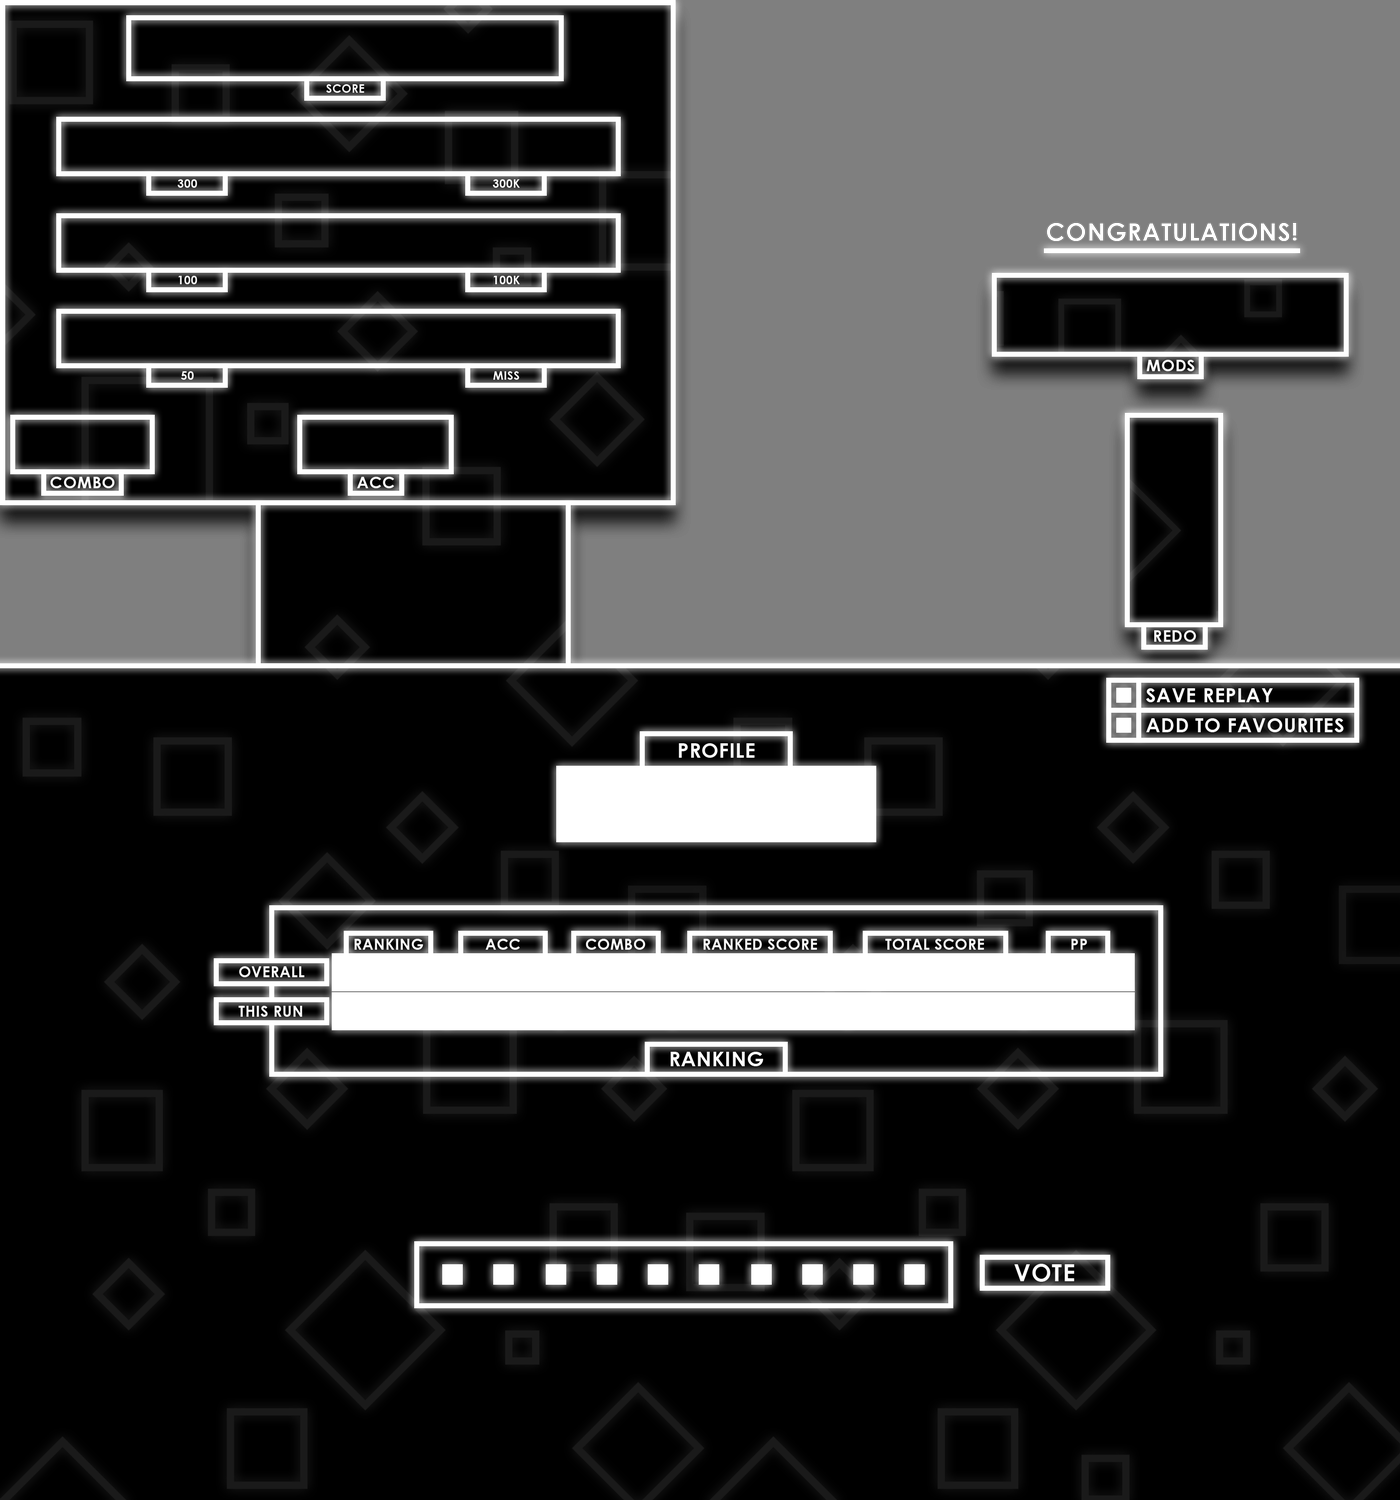 SCORE
300 300K
100 100K
50 MISS
COMBO ACC
CONGRATULATIONS!
MODS
REDO
SAVE REPLAY
ADD TO FAVOURITES
PROFILE
RANKING ACC COMBO RANKED SCORE TOTAL SCORE PP
OVERALL
THIS RUN
RANKING
VOTE